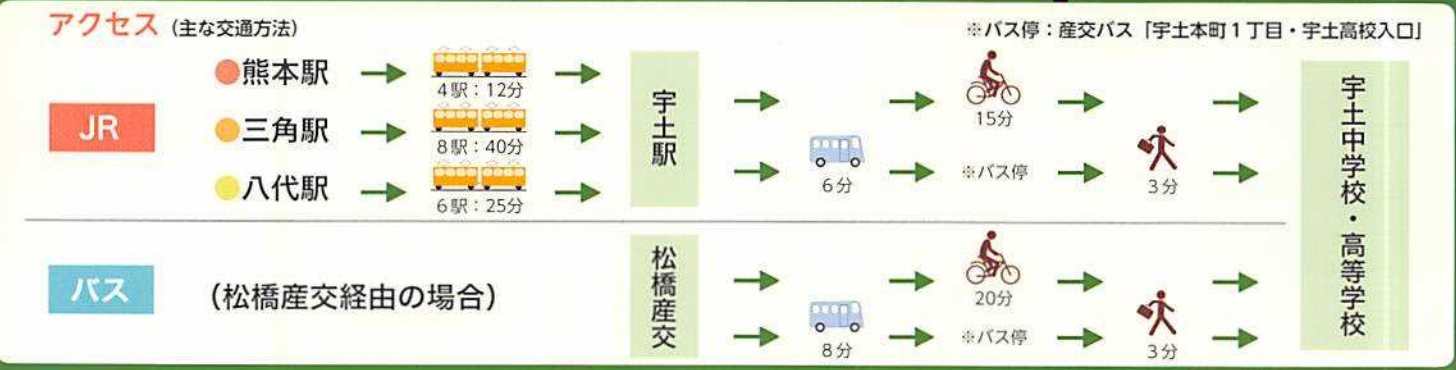 アクセス（主な交通方法）
※バス停：産交バス「宇土本町1丁目・宇土高校入口」
JR
熊本駅
4駅：12分
三角駅
8駅：40分
八代駅
6駅：25分
宇土駅
15分
6分
※バス停
3分
バス
（松橋産交経由の場合）
松橋産交
20分
8分
※バス停
3分
宇土中学校・高等学校